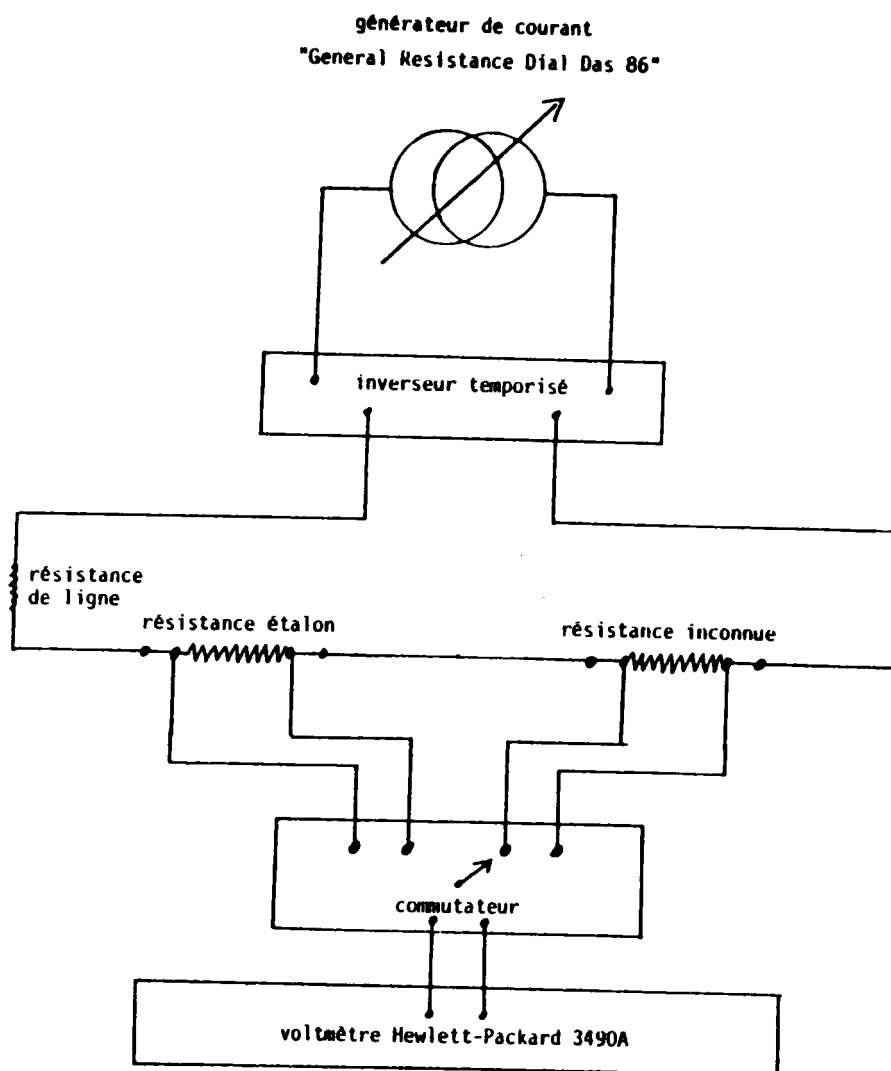 générateur de courant
"General Resistance Dial Das 86"
inverseur temporisé
résistance
de ligne
résistance étalon
résistance inconnue
commutateur
voltmètre Hewlett-Packard 3490A